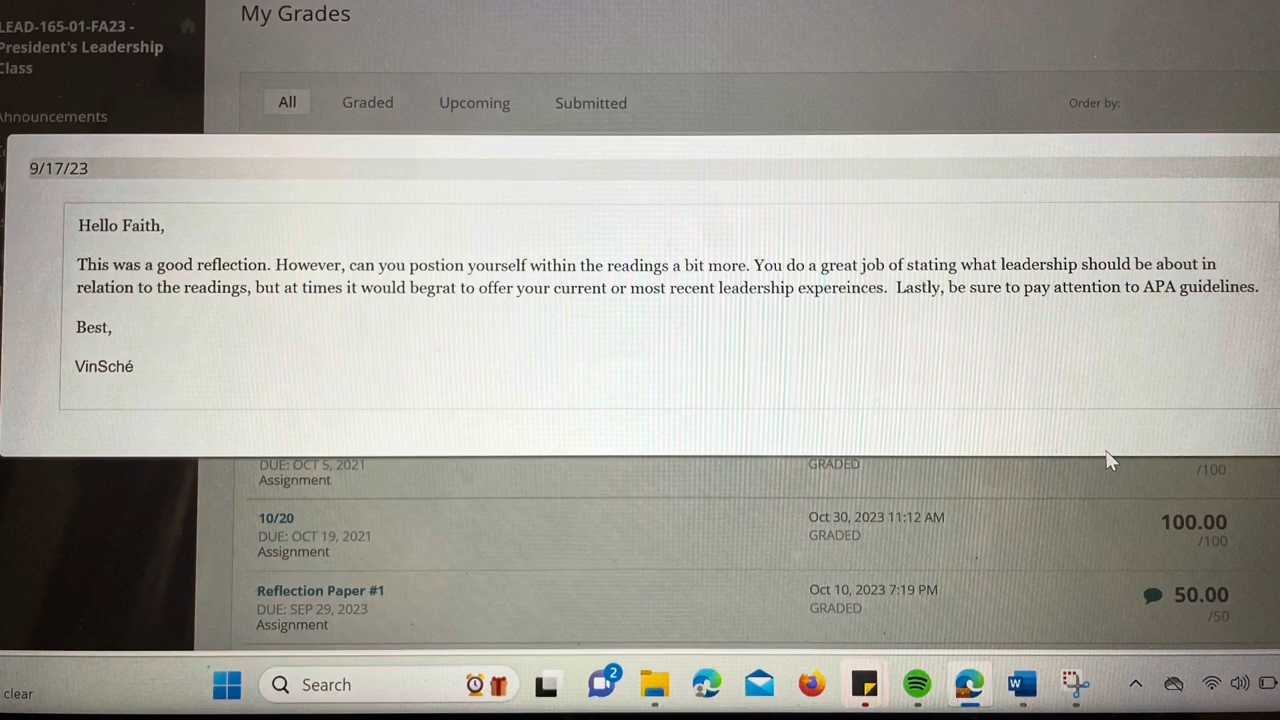 LEAD-165-01-FA23 -
President's Leadership
Class
My Grades
All Graded Upcoming Submitted Order by:
Announcements
9/17/23
Hello Faith,
This was a good reflection. However, can you postion yourself within the readings a bit more. You do a great job of stating what leadership should be about in
relation to the readings, but at times it would begrat to offer your current or most recent leadership expereinces. Lastly, be sure to pay attention to APA guidelines.
Best,
VinSché
DUE: OCT 5, 2021 GRADED
Assignment /100
10/20 Oct 30, 2023 11:12 AM 100.00
DUE: OCT 19, 2021 GRADED /100
Assignment
Reflection Paper #1 Oct 10, 2023 7:19 PM 50.00
DUE: SEP 29, 2023 GRADED /50
Assignment
clear Search 2 W